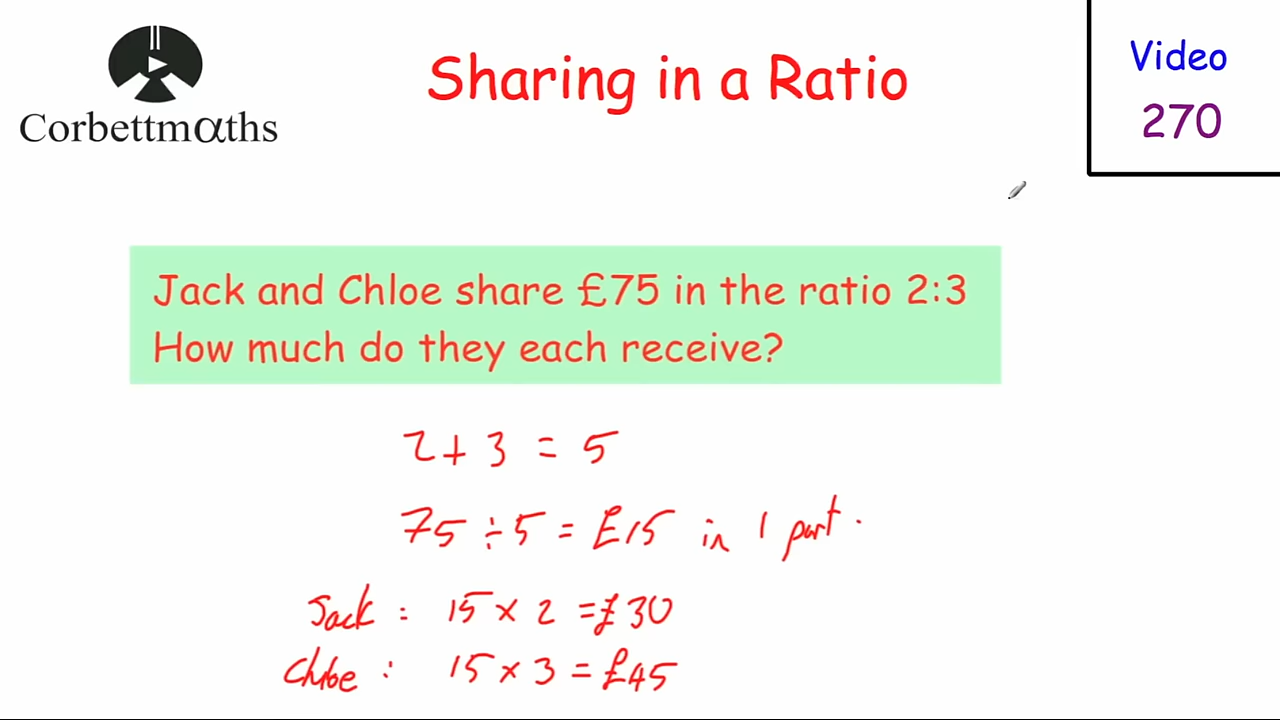 Corbettmαths
Sharing in a Ratio
Video
270
Jack and Chloe share £75 in the ratio 2:3
How much do they each receive?
2 + 3 = 5
75 ÷ 5 = £15 in 1 part.
Jack : 15 × 2 = £30
Chloe : 15 × 3 = £45